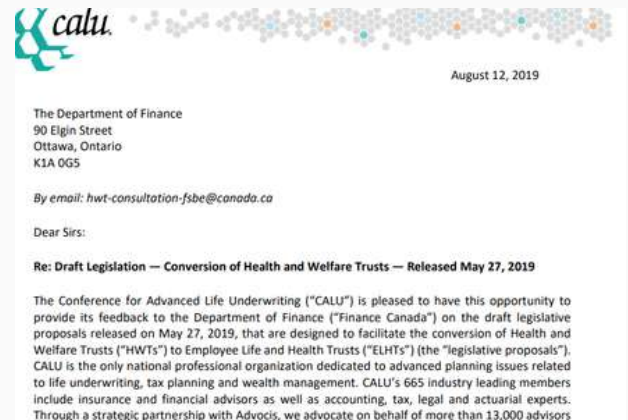 calu.
August 12, 2019
The Department of Finance
90 Elgin Street
Ottawa, Ontario
K1A 0G5
By email: hwt-consultation-fsbe@canada.ca
Dear Sirs:
Re: Draft Legislation — Conversion of Health and Welfare Trusts — Released May 27, 2019
The Conference for Advanced Life Underwriting (“CALU”) is pleased to have this opportunity to
provide its feedback to the Department of Finance (“Finance Canada”) on the draft legislative
proposals released on May 27, 2019, that are designed to facilitate the conversion of Health and
Welfare Trusts (“HWTs”) to Employee Life and Health Trusts (“ELHTs”) (the “legislative proposals”).
CALU is the only national professional organization dedicated to advanced planning issues related
to life underwriting, tax planning and wealth management. CALU’s 665 industry leading members
include insurance and financial advisors as well as accounting, tax, legal and actuarial experts.
Through a strategic partnership with Advocis, we advocate on behalf of more than 13,000 advisors